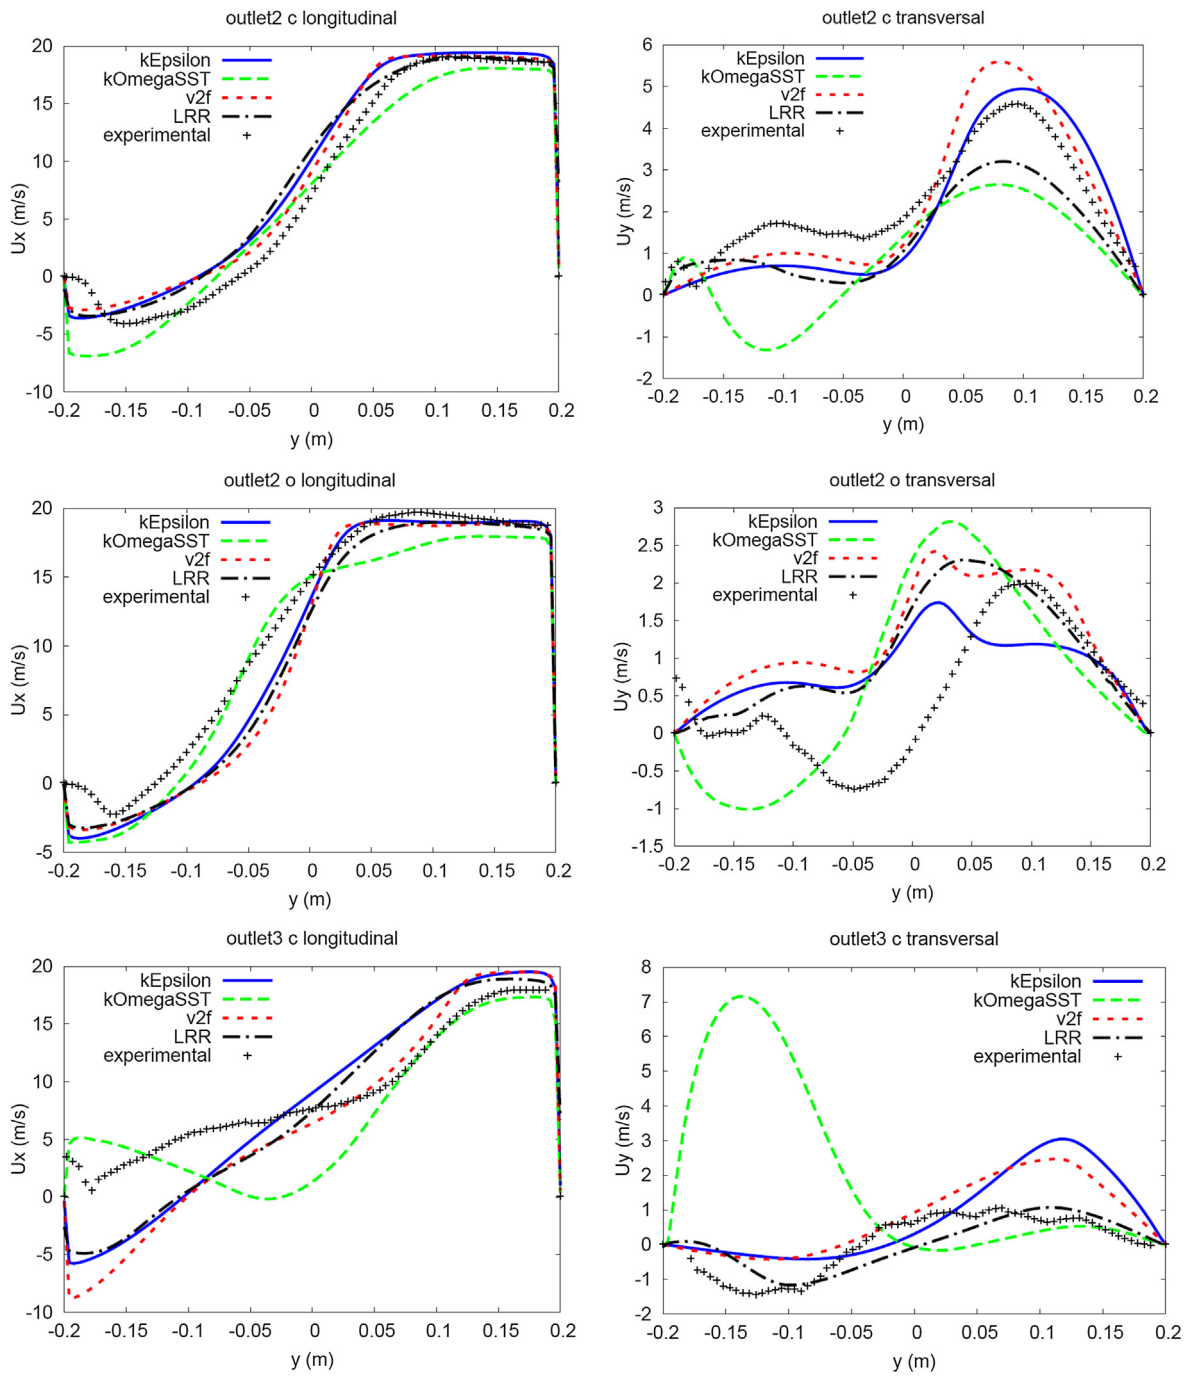 outlet2 c longitudinal
20
15
10
5
0
-5
-10
Ux (m/s)
kEpsilon
kOmegaSST
v2f
LRR
experimental
-0.2 -0.15 -0.1 -0.05 0 0.05 0.1 0.15 0.2
y (m)
outlet2 c transversal
6
5
4
3
2
1
0
-1
-2
Uy (m/s)
kEpsilon
kOmegaSST
v2f
LRR
experimental
-0.2 -0.15 -0.1 -0.05 0 0.05 0.1 0.15 0.2
y (m)
outlet2 o longitudinal
20
15
10
5
0
-5
Ux (m/s)
kEpsilon
kOmegaSST
v2f
LRR
experimental
-0.2 -0.15 -0.1 -0.05 0 0.05 0.1 0.15 0.2
y (m)
outlet2 o transversal
3
2.5
2
1.5
1
0.5
0
-0.5
-1
-1.5
Uy (m/s)
kEpsilon
kOmegaSST
v2f
LRR
experimental
-0.2 -0.15 -0.1 -0.05 0 0.05 0.1 0.15 0.2
y (m)
outlet3 c longitudinal
20
15
10
5
0
-5
-10
Ux (m/s)
kEpsilon
kOmegaSST
v2f
LRR
experimental
-0.2 -0.15 -0.1 -0.05 0 0.05 0.1 0.15 0.2
y (m)
outlet3 c transversal
8
7
6
5
4
3
2
1
0
-1
-2
Uy (m/s)
kEpsilon
kOmegaSST
v2f
LRR
experimental
-0.2 -0.15 -0.1 -0.05 0 0.05 0.1 0.15 0.2
y (m)